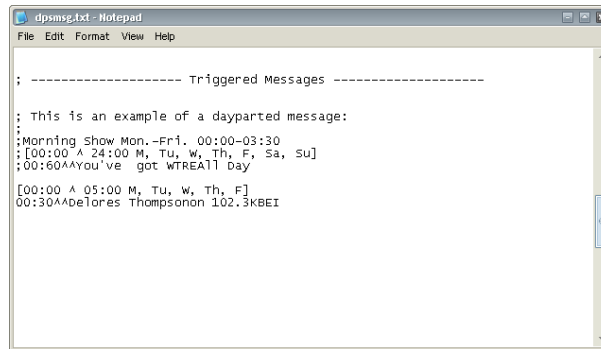 dpsmsg.txt - Notepad
File Edit Format View Help
; -------------------- Triggered Messages --------------------
; This is an example of a dayparted message:
;
;Morning Show Mon.-Fri. 00:00-03:30
;[00:00 ^ 24:00 M, Tu, W, Th, F, Sa, Su]
;00:60^^You've  got WTREAll Day
[00:00 ^ 05:00 M, Tu, W, Th, F]
00:30^^Delores Thompsonon 102.3KBEI